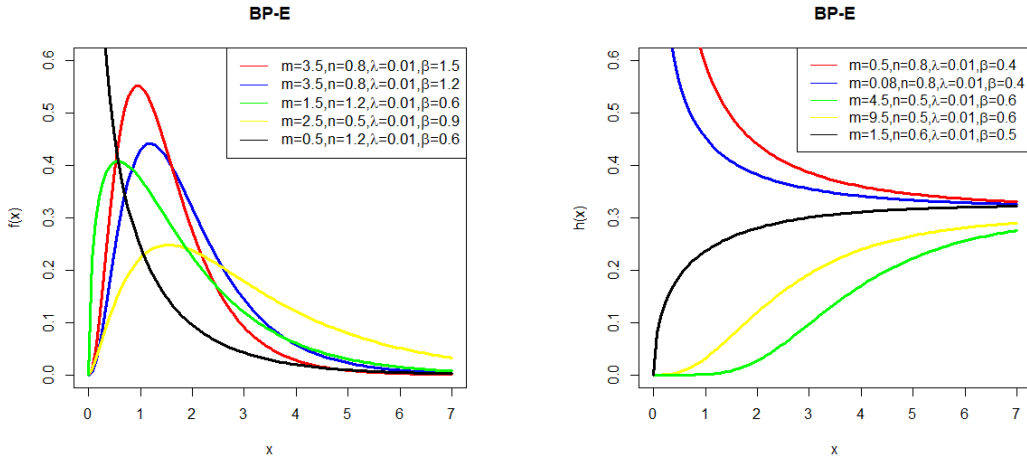 BP-E
f(x)
0.6
0.5
0.4
0.3
0.2
0.1
0.0
m=3.5,n=0.8,λ=0.01,β=1.5
m=3.5,n=0.8,λ=0.01,β=1.2
m=1.5,n=1.2,λ=0.01,β=0.6
m=2.5,n=0.5,λ=0.01,β=0.9
m=0.5,n=1.2,λ=0.01,β=0.6
0 1 2 3 4 5 6 7
x
BP-E
h(x)
0.6
0.5
0.4
0.3
0.2
0.1
0.0
m=0.5,n=0.8,λ=0.01,β=0.4
m=0.08,n=0.8,λ=0.01,β=0.4
m=4.5,n=0.5,λ=0.01,β=0.6
m=9.5,n=0.5,λ=0.01,β=0.6
m=1.5,n=0.6,λ=0.01,β=0.5
0 1 2 3 4 5 6 7
x